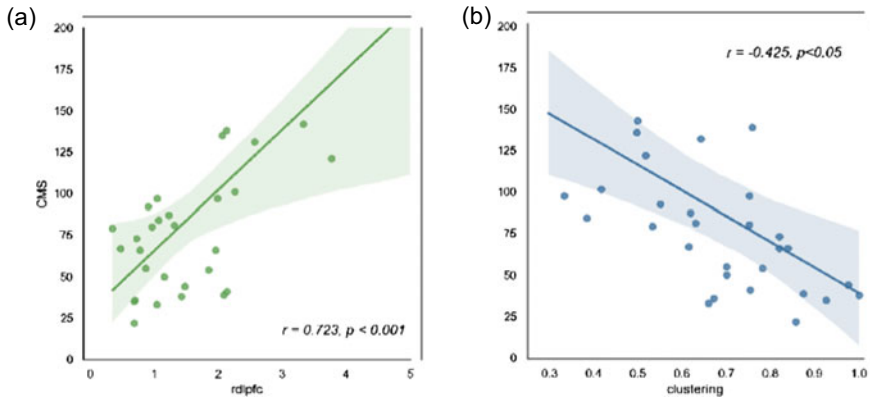 (a)
200
175
150
125
100
75
50
25
0
CMS
r = 0.723, p < 0.001
0 1 2 3 4 5
rdlpfc
(b)
200
175
150
125
100
75
50
25
0
r = -0.425, p<0.05
0.3 0.4 0.5 0.6 0.7 0.8 0.9 1.0
clustering